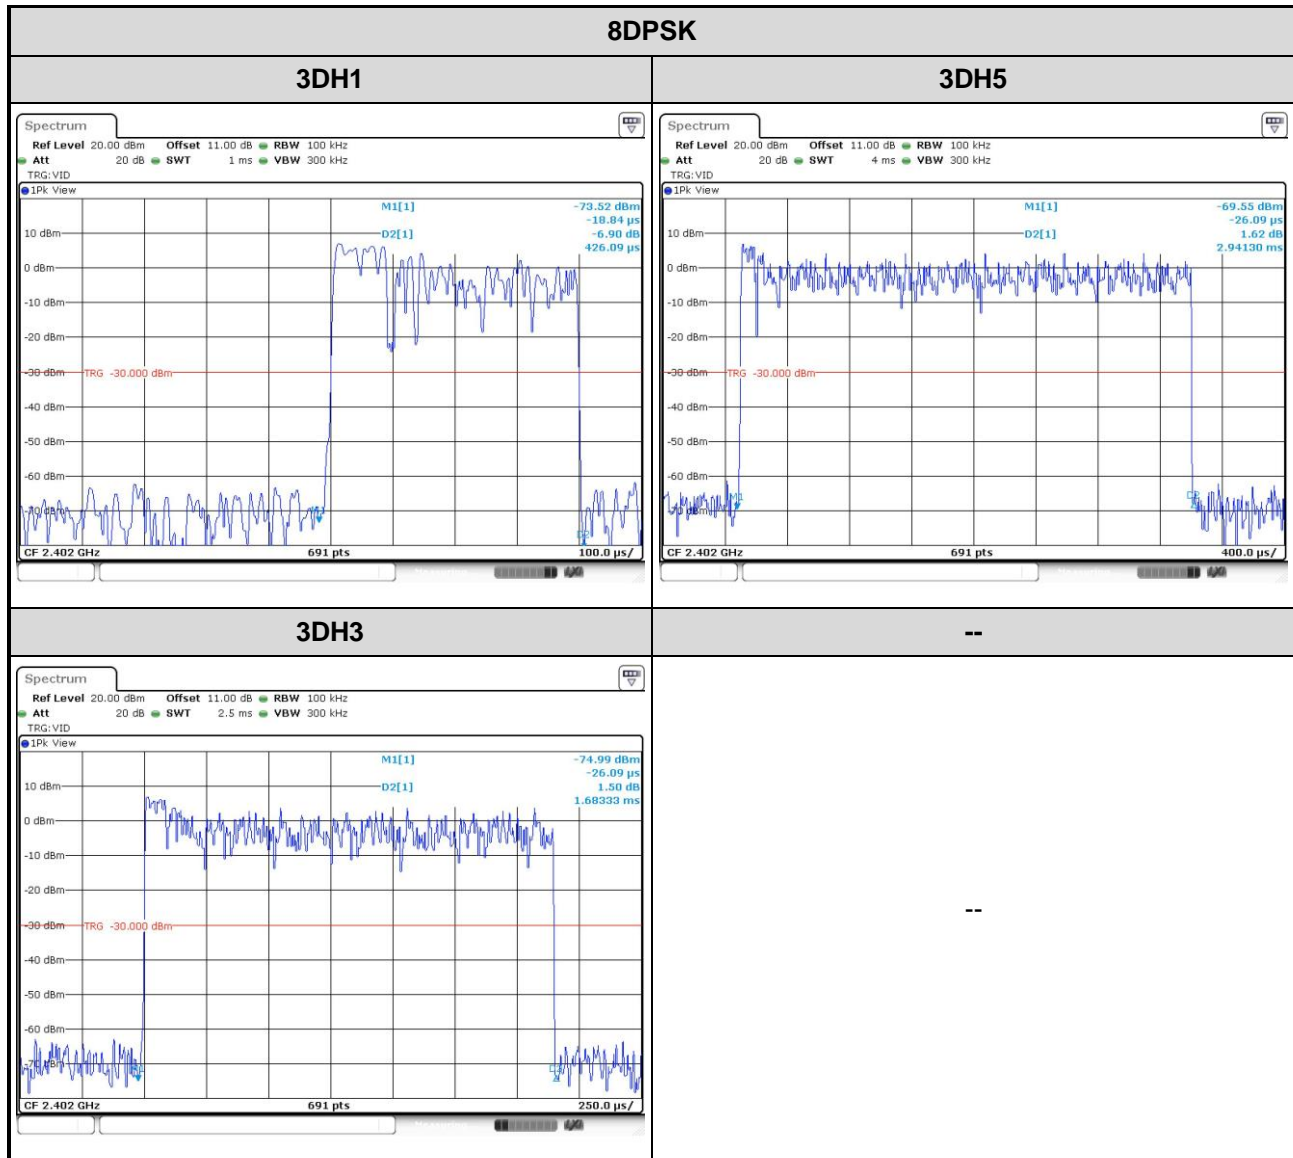 8DPSK
3DH1
3DH5
Spectrum
Ref Level 20.00 dBm Offset 11.00 dB RBW 100 kHz
Att 20 dB SWT 1 ms VBW 300 kHz
TRG:VID
1Pk View
M1[1] -73.52 dBm
-18.84 µs
D2[1] -6.90 dB
426.09 µs
10 dBm
0 dBm
-10 dBm
-20 dBm
-30 dBm TRG -30.000 dBm
-40 dBm
-50 dBm
-60 dBm
-70 dBm
D2
CF 2.402 GHz 691 pts 100.0 µs/
Spectrum
Ref Level 20.00 dBm Offset 11.00 dB RBW 100 kHz
Att 20 dB SWT 4 ms VBW 300 kHz
TRG:VID
1Pk View
M1[1] -69.55 dBm
-26.09 µs
D2[1] 1.62 dB
2.94130 ms
10 dBm
0 dBm
-10 dBm
-20 dBm
-30 dBm TRG -30.000 dBm
-40 dBm
-50 dBm
-60 dBm
M1 D2
-70 dBm
CF 2.402 GHz 691 pts 400.0 µs/
3DH3
--
Spectrum
Ref Level 20.00 dBm Offset 11.00 dB RBW 100 kHz
Att 20 dB SWT 2.5 ms VBW 300 kHz
TRG:VID
1Pk View
M1[1] -74.99 dBm
-26.09 µs
D2[1] 1.50 dB
1.68333 ms
10 dBm
0 dBm
-10 dBm
-20 dBm
-30 dBm TRG -30.000 dBm
-40 dBm
-50 dBm
-60 dBm
-70 dBm
CF 2.402 GHz 691 pts 250.0 µs/
--